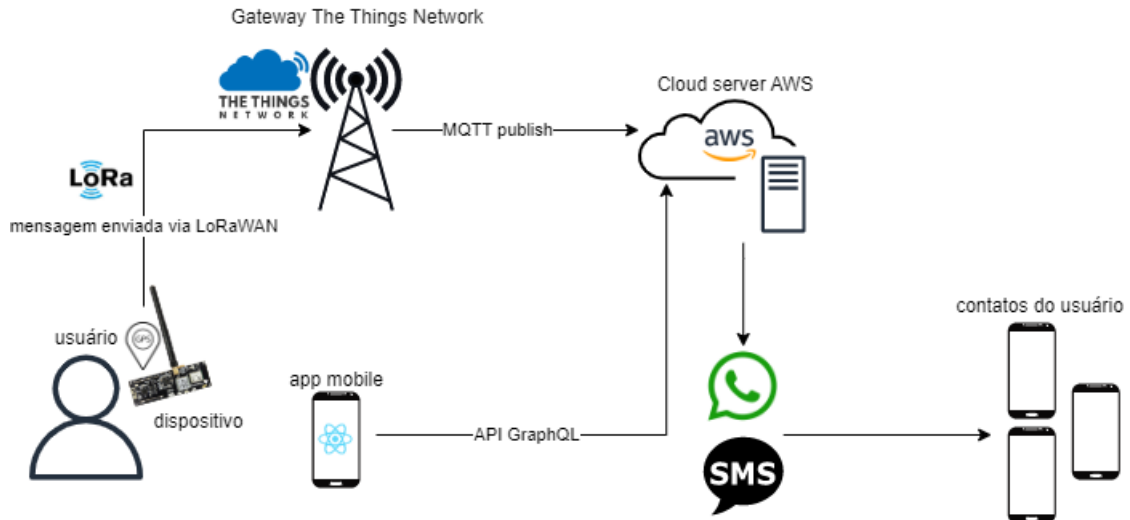 Gateway The Things Network
THE THINGS
NETWORK
Cloud server AWS
aws
MQTT publish
LoRa
mensagem enviada via LoRaWAN
usuário
GPS
dispositivo
app mobile
API GraphQL
SMS
contatos do usuário